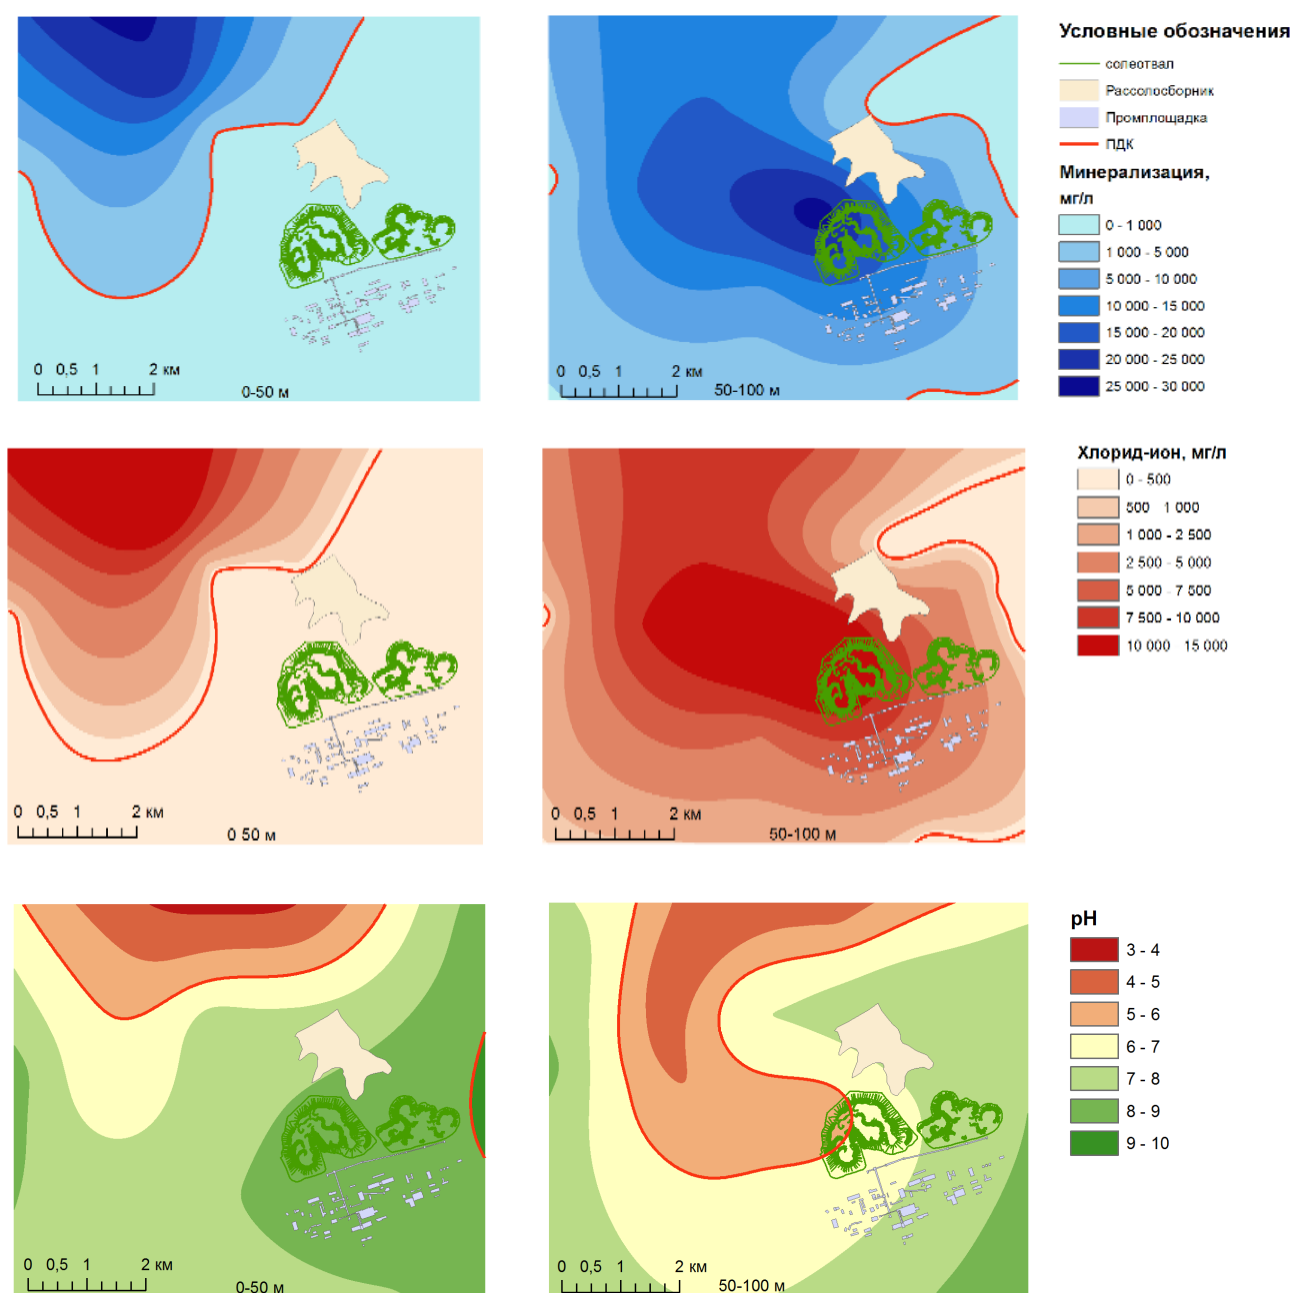 Условные обозначения
солеотвал
Рассолосборник
Промплощадка
ПДК
Минерализация,
мг/л
0 - 1 000
1 000 - 5 000
5 000 - 10 000
10 000 - 15 000
15 000 - 20 000
20 000 - 25 000
25 000 - 30 000
0 0,5 1 2 км
0-50 м
0 0,5 1 2 км
50-100 м
Хлорид-ион, мг/л
0 - 500
500 1 000
1 000 - 2 500
2 500 - 5 000
5 000 - 7 500
7 500 - 10 000
10 000 15 000
0 0,5 1 2 км
0 50 м
0 0,5 1 2 км
50-100 м
pH
3 - 4
4 - 5
5 - 6
6 - 7
7 - 8
8 - 9
9 - 10
0 0,5 1 2 км
0-50 м
0 0,5 1 2 км
50-100 м